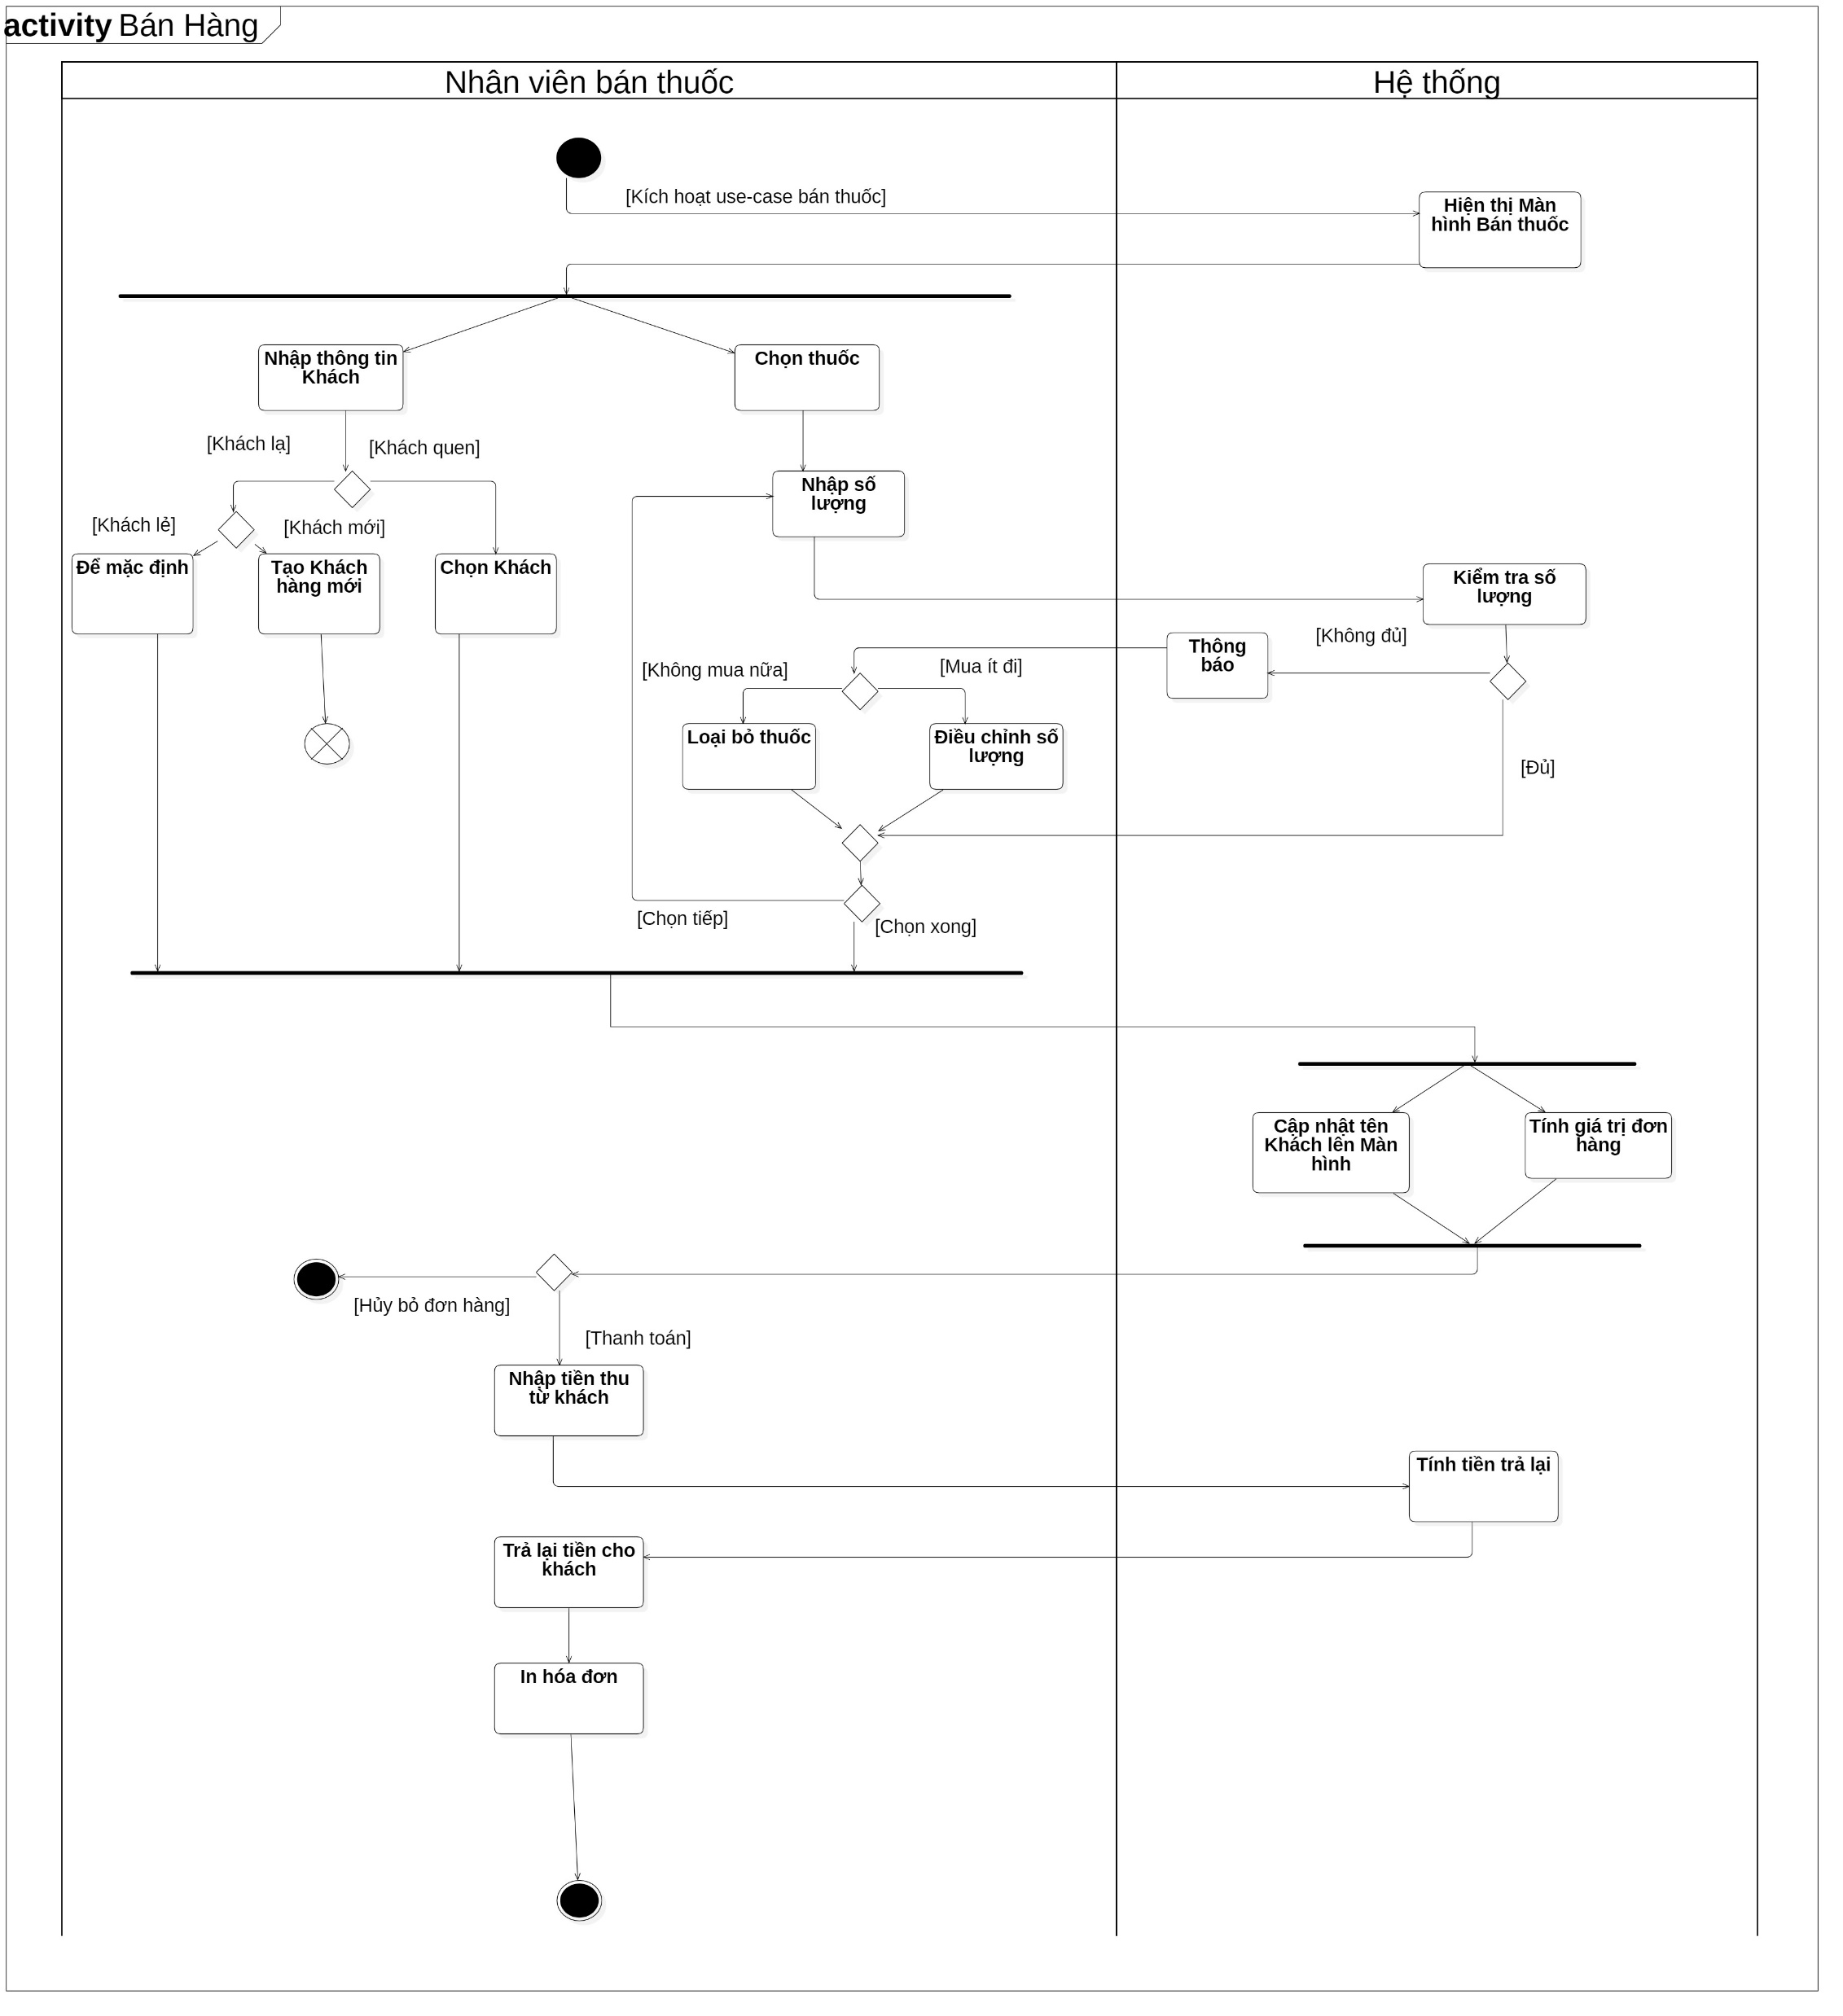 activity Bán Hàng
Nhân viên bán thuốc
Hệ thống
[Kích hoạt use-case bán thuốc]
Hiện thị Màn
hình Bán thuốc
Nhập thông tin
Khách
Chọn thuốc
[Khách lạ]
[Khách quen]
Nhập số
lượng
[Khách lẻ]
[Khách mới]
Để mặc định
Tạo Khách
hàng mới
Chọn Khách
Kiểm tra số
lượng
[Không đủ]
Thông
báo
[Không mua nữa]
[Mua ít đi]
Loại bỏ thuốc
Điều chỉnh số
lượng
[Đủ]
[Chọn tiếp]
[Chọn xong]
Cập nhật tên
Khách lên Màn
hình
Tính giá trị đơn
hàng
[Hủy bỏ đơn hàng]
[Thanh toán]
Nhập tiền thu
từ khách
Tính tiền trả lại
Trả lại tiền cho
khách
In hóa đơn